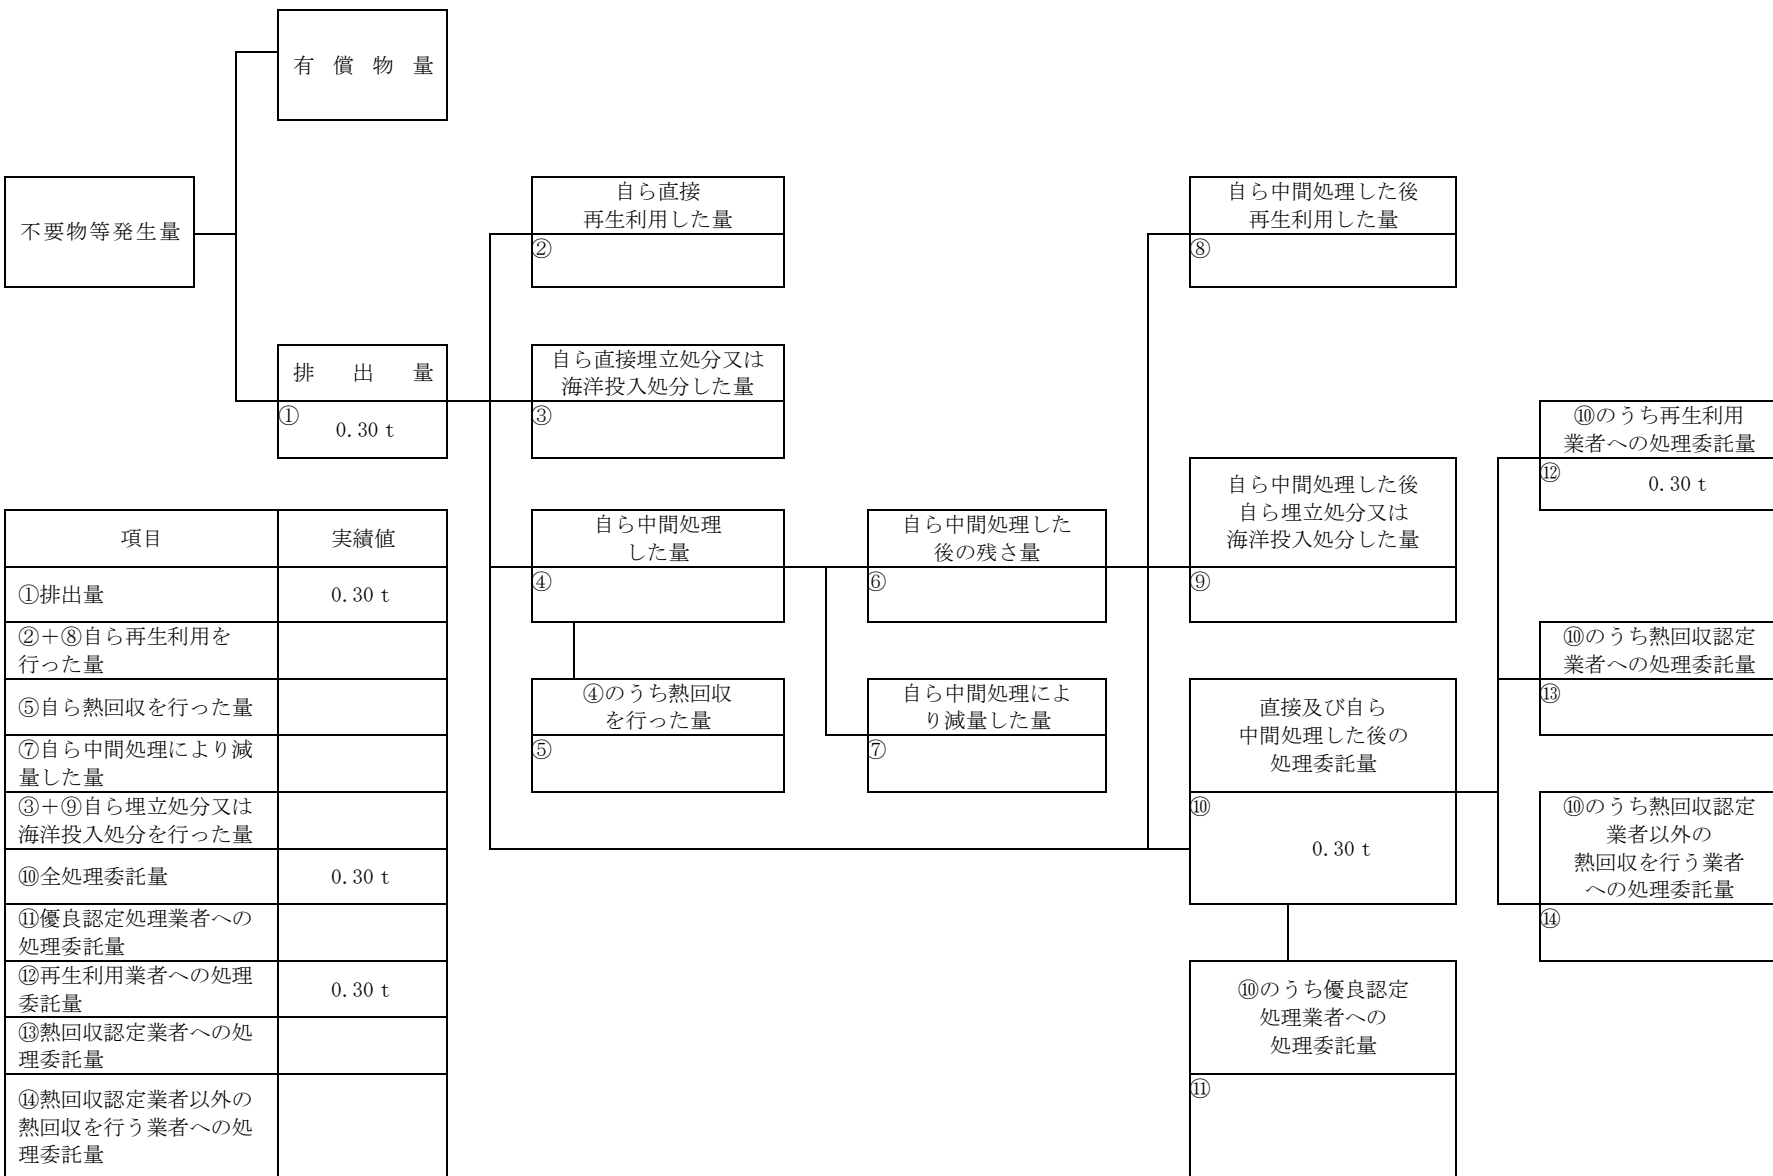 有償物量
不要物等発生量
自ら直接
再生利用した量
②
自ら中間処理した後
再生利用した量
⑧
排出量
①
0.30 t
自ら直接埋立処分又は
海洋投入処分した量
③
⑩のうち再生利用
業者への処理委託量
⑫
0.30 t
自ら中間処理
した量
④
自ら中間処理した
後の残さ量
⑥
自ら中間処理した後
自ら埋立処分又は
海洋投入処分した量
⑨
⑩のうち熱回収認定
業者への処理委託量
⑬
④のうち熱回収
を行った量
⑤
自ら中間処理によ
り減量した量
⑦
直接及び自ら
中間処理した後の
処理委託量
⑩
0.30 t
⑩のうち熱回収認定
業者以外の
熱回収を行う業者
への処理委託量
⑭
⑩のうち優良認定
処理業者への
処理委託量
⑪
項目 実績値
①排出量 0.30 t
②＋⑧自ら再生利用を
行った量
⑤自ら熱回収を行った量
⑦自ら中間処理により減
量した量
③＋⑨自ら埋立処分又は
海洋投入処分を行った量
⑩全処理委託量 0.30 t
⑪優良認定処理業者への
処理委託量
⑫再生利用業者への処理
委託量 0.30 t
⑬熱回収認定業者への処
理委託量
⑭熱回収認定業者以外の
熱回収を行う業者への処
理委託量